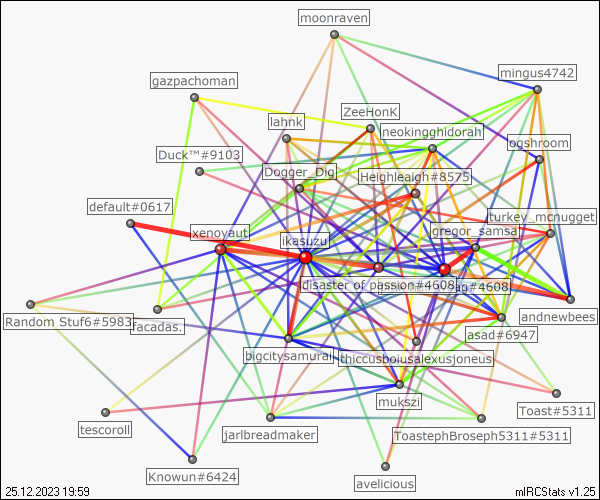 moonraven
mingus4742
gazpachoman
ZeeHonK
lahnk
neokingghidorah
ogshroom
Duck™#9103
Dogger_Dig
Heighleigh#8575
default#0617
turkey_mcnugget
xenoyaut
gregor_samsa
ikasuzu
disaster of passion#4608
ag#4608
Random Stuf6#5983
facadas.
andnewbees
asad#6947
bigcitysamurai
thiccusboiusalexusjoneus
mukszi
Toast#5311
tescoroll
jarlbreadmaker
ToastephBroseph5311#5311
Knowun#6424
avelicious
25.12.2023 19:59
mIRCStats v1.25